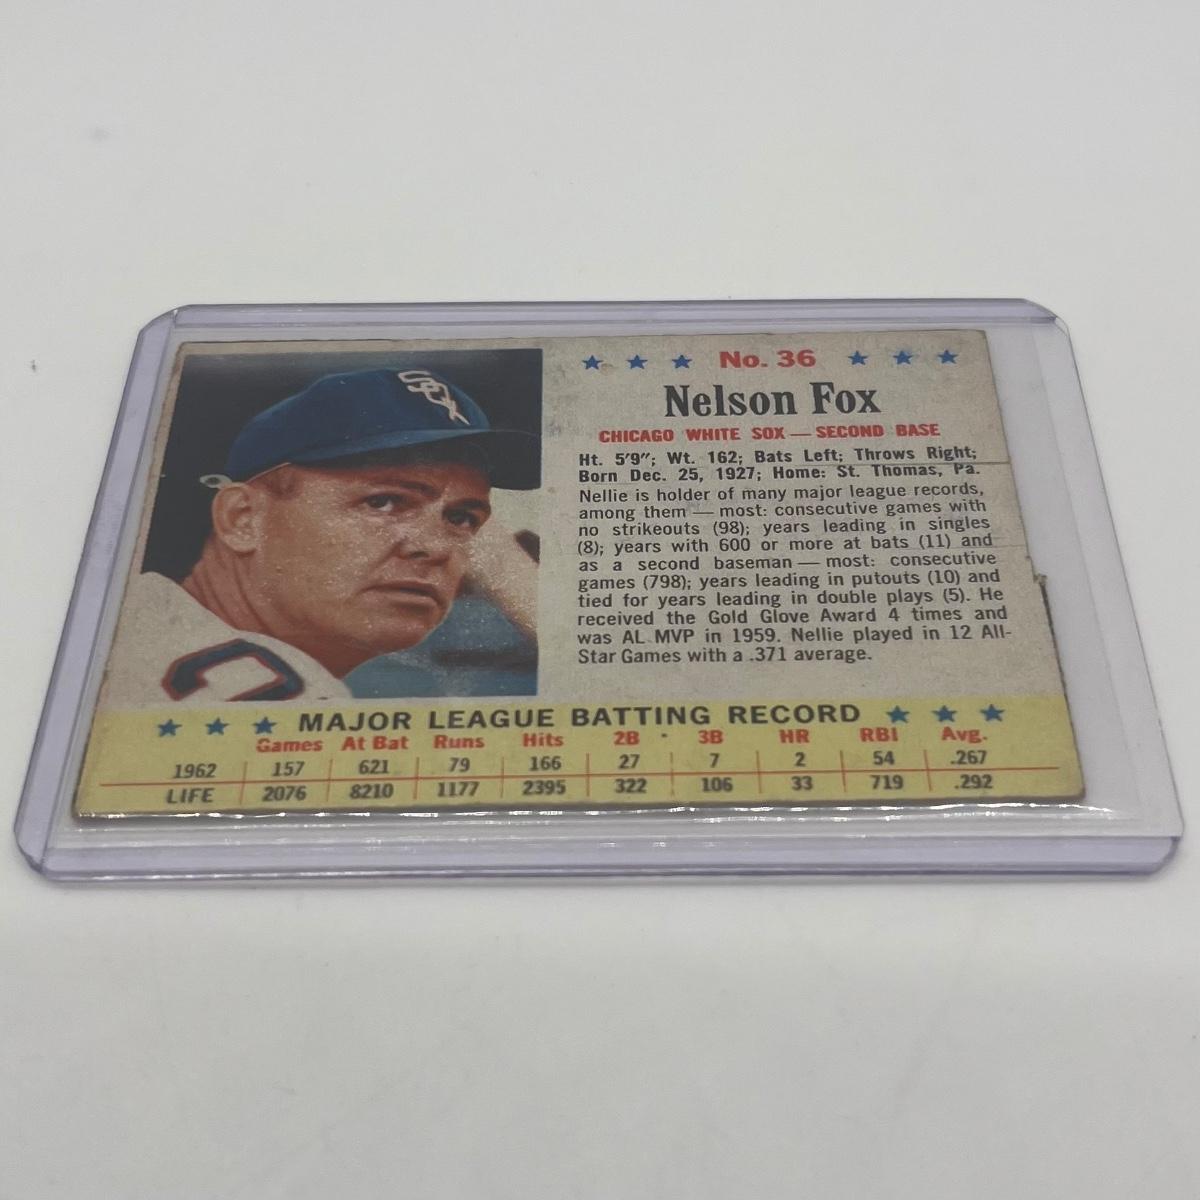 SOX
★ ★ ★ No. 36 ★ ★ ★
Nelson Fox
CHICAGO WHITE SOX — SECOND BASE
Ht. 5'9"; Wt. 162; Bats Left; Throws Right;
Born Dec. 25, 1927; Home: St. Thomas, Pa.
Nellie is holder of many major league records,
among them — most: consecutive games with
no strikeouts (98); years leading in singles
(8); years with 600 or more at bats (11) and
as a second baseman — most: consecutive
games (798); years leading in putouts (10) and
tied for years leading in double plays (5). He
received the Gold Glove Award 4 times and
was AL MVP in 1959. Nellie played in 12 All-
Star Games with a .371 average.
★ ★ ★ MAJOR LEAGUE BATTING RECORD ★ ★ ★
Games At Bat Runs Hits 2B 3B HR RBI Avg.
1962 157 621 79 166 27 7 2 54 .267
LIFE 2076 8210 1177 2395 322 106 33 719 .292